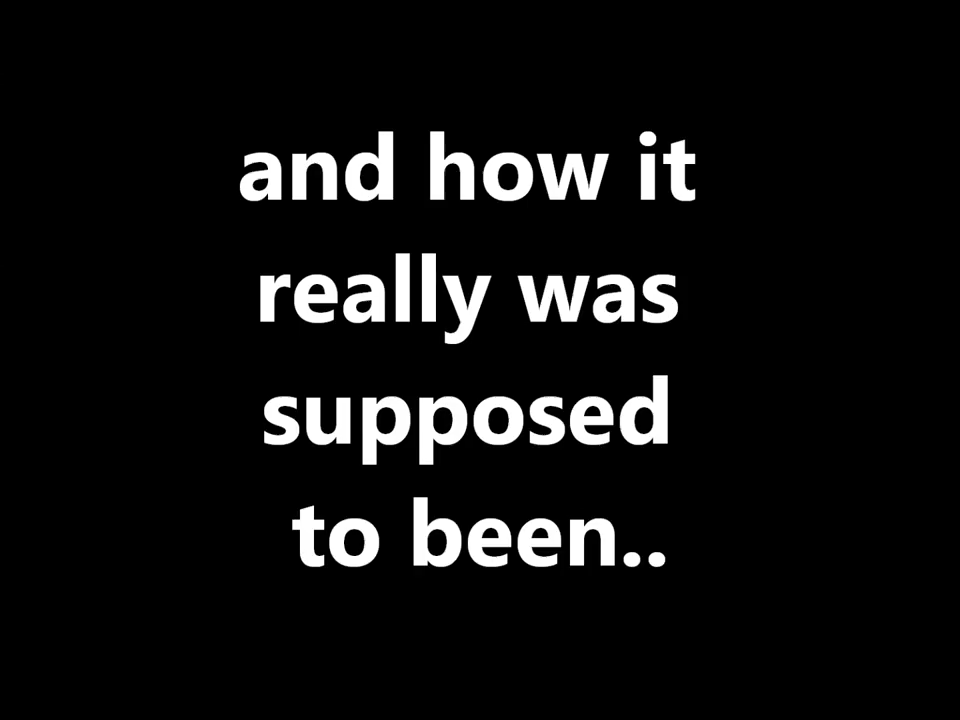 and how it
really was
supposed
to been..